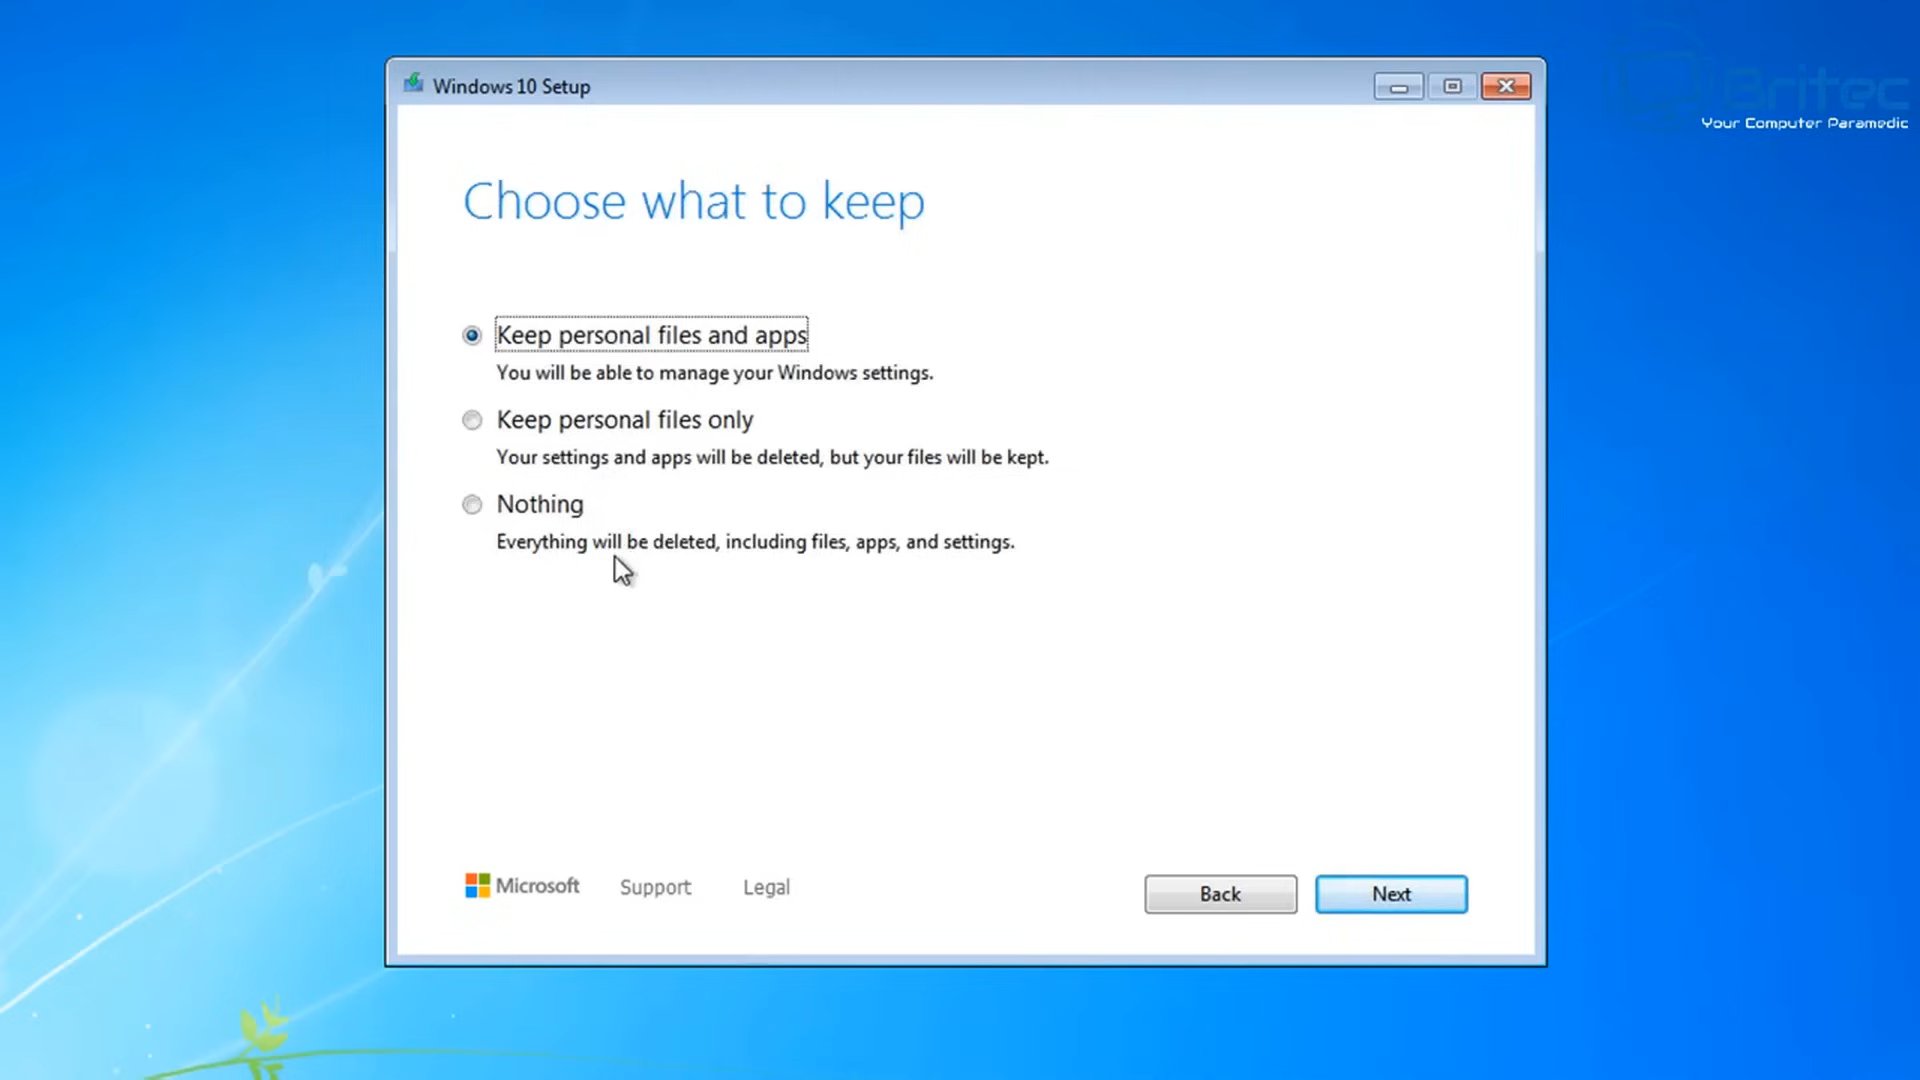 Windows 10 Setup
Britec
Your Computer Paramedic
Choose what to keep
Keep personal files and apps
You will be able to manage your Windows settings.
Keep personal files only
Your settings and apps will be deleted, but your files will be kept.
Nothing
Everything will be deleted, including files, apps, and settings.
Microsoft Support Legal Back Next